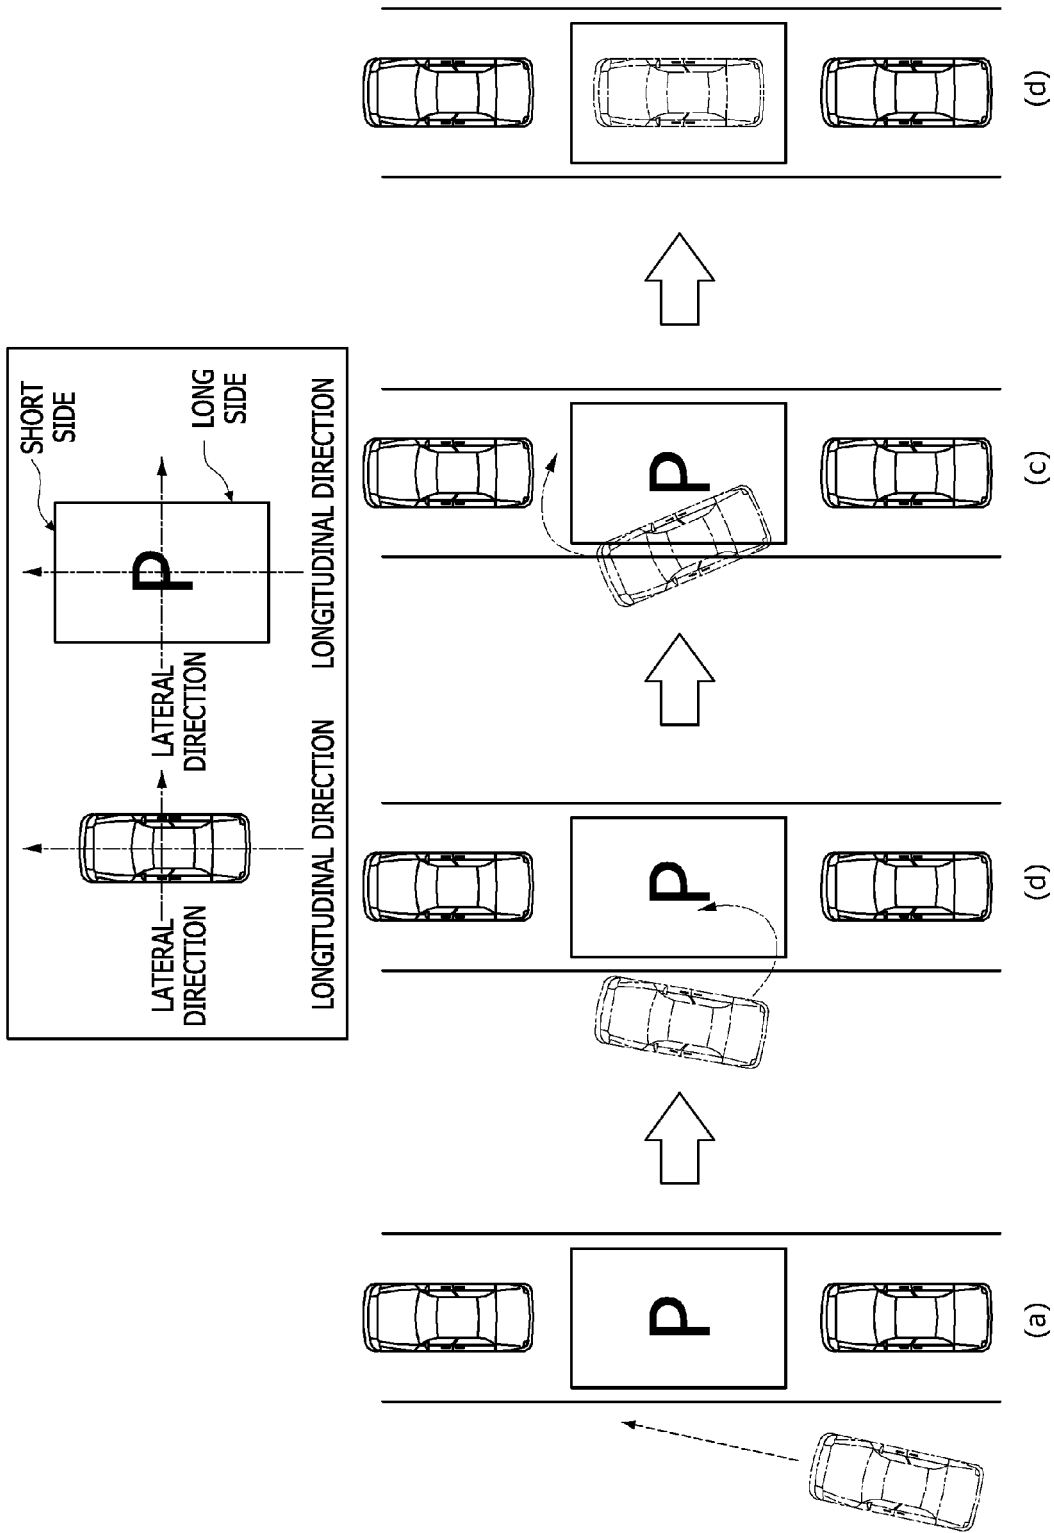 SHORT
SIDE
P
LATERAL
DIRECTION
LATERAL
DIRECTION
LONG
SIDE
LONGITUDINAL DIRECTION
LONGITUDINAL DIRECTION
P
P
P
(a)
(d)
(c)
(d)